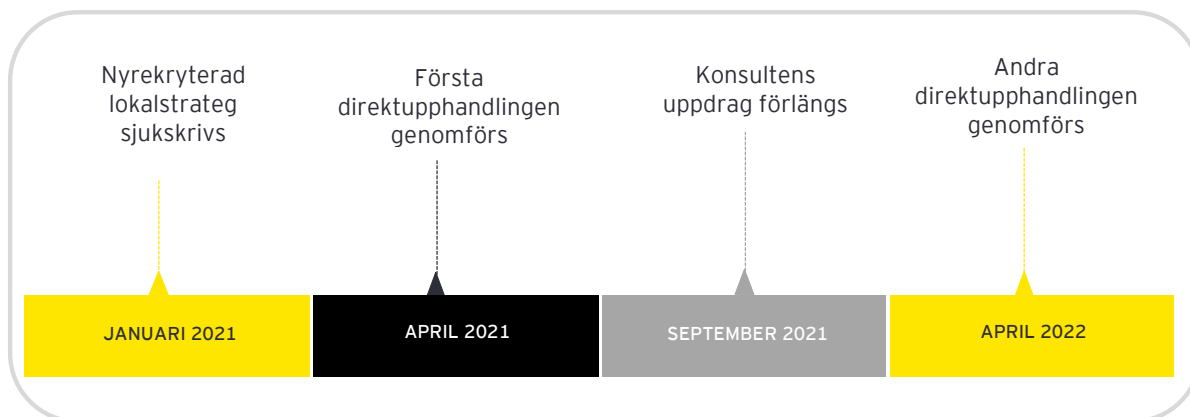 Nyrekryterad
lokalstrateg
sjukskrivs
Första
direktupphandlingen
genomförs
Konsultens
uppdrag förlängs
Andra
direktupphandlingen
genomförs
JANUARI 2021
APRIL 2021
SEPTEMBER 2021
APRIL 2022